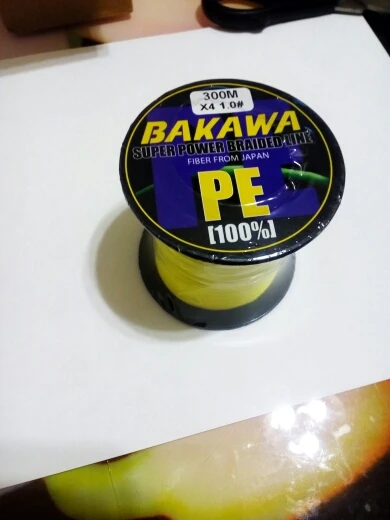 300M
X4 1.0#
BAKAWA
SUPER POWER BRAIDED LINE
FIBER FROM JAPAN
PE
[100%]